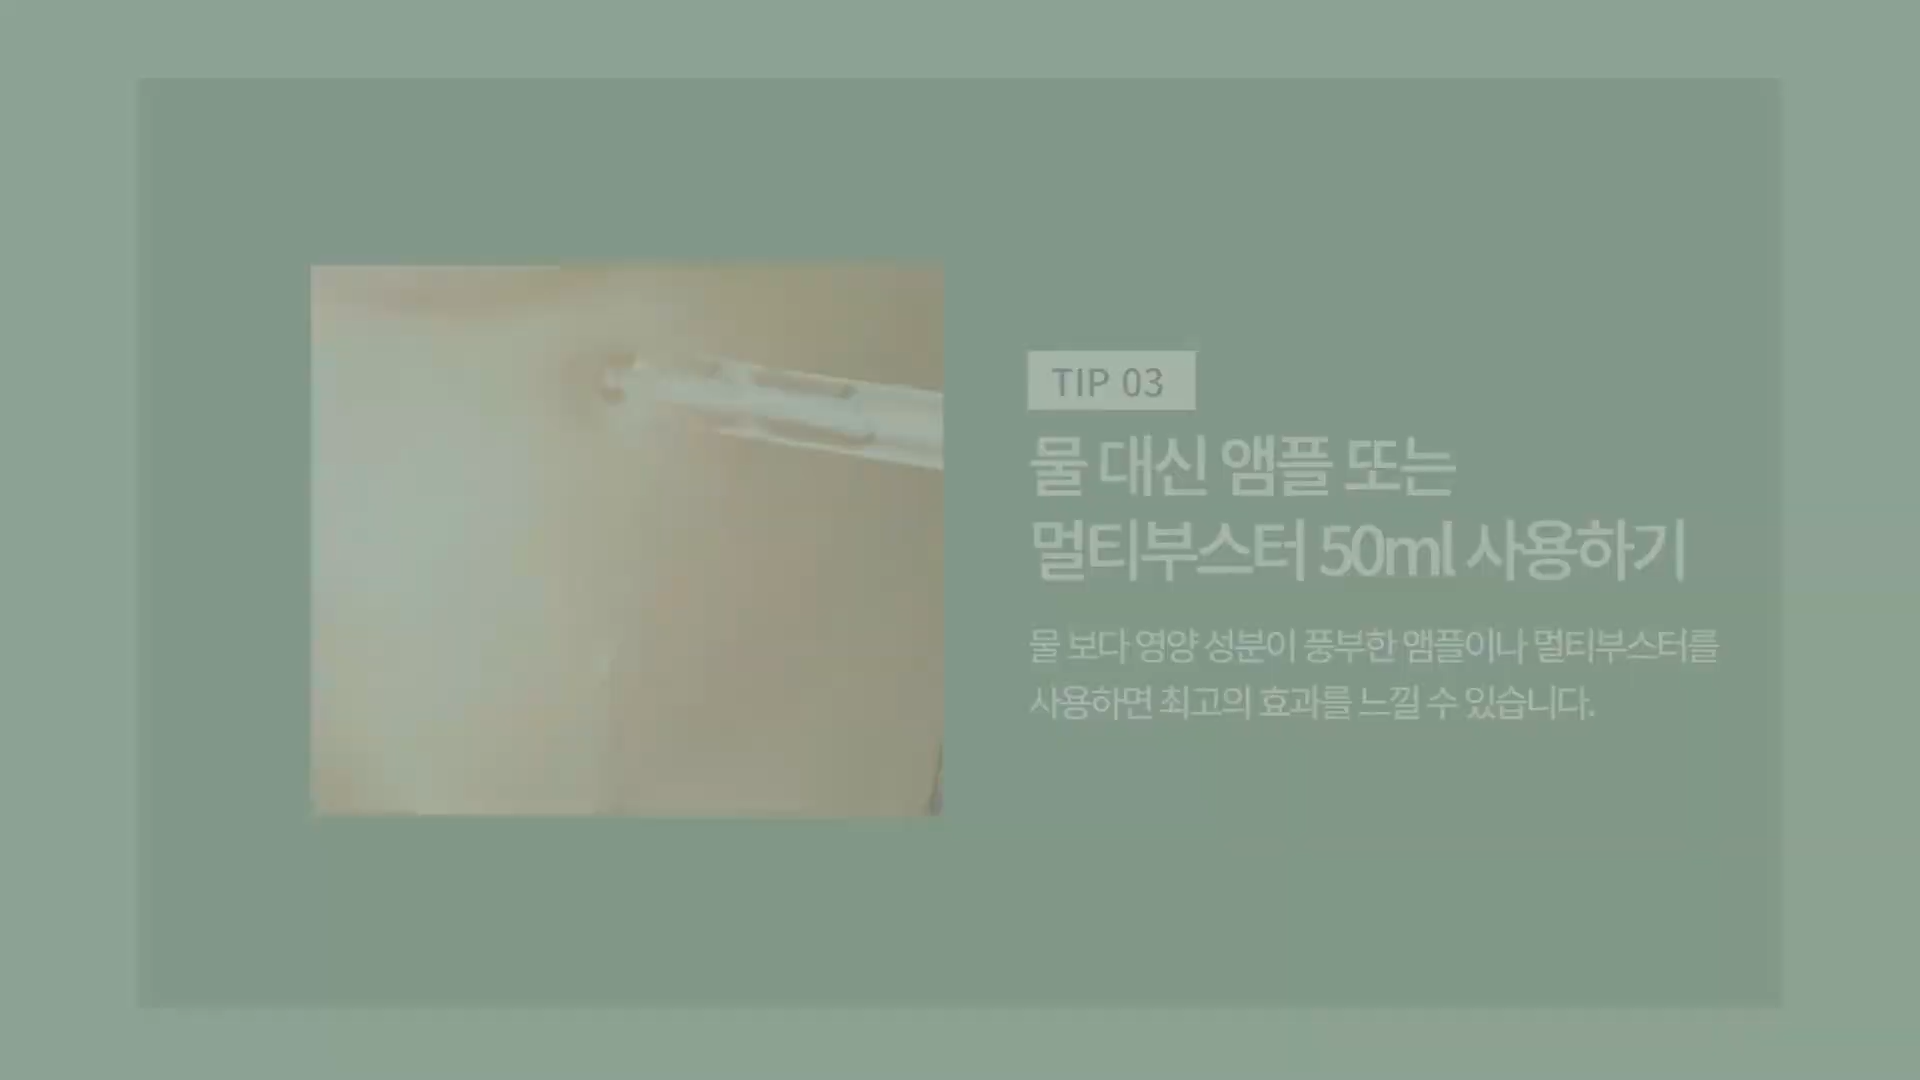 TIP 03
물 대신 앰플 또는
멀티부스터 50ml 사용하기
물 보다 영양 성분이 풍부한 앰플이나 멀티부스터를
사용하면 최고의 효과를 느낄 수 있습니다.